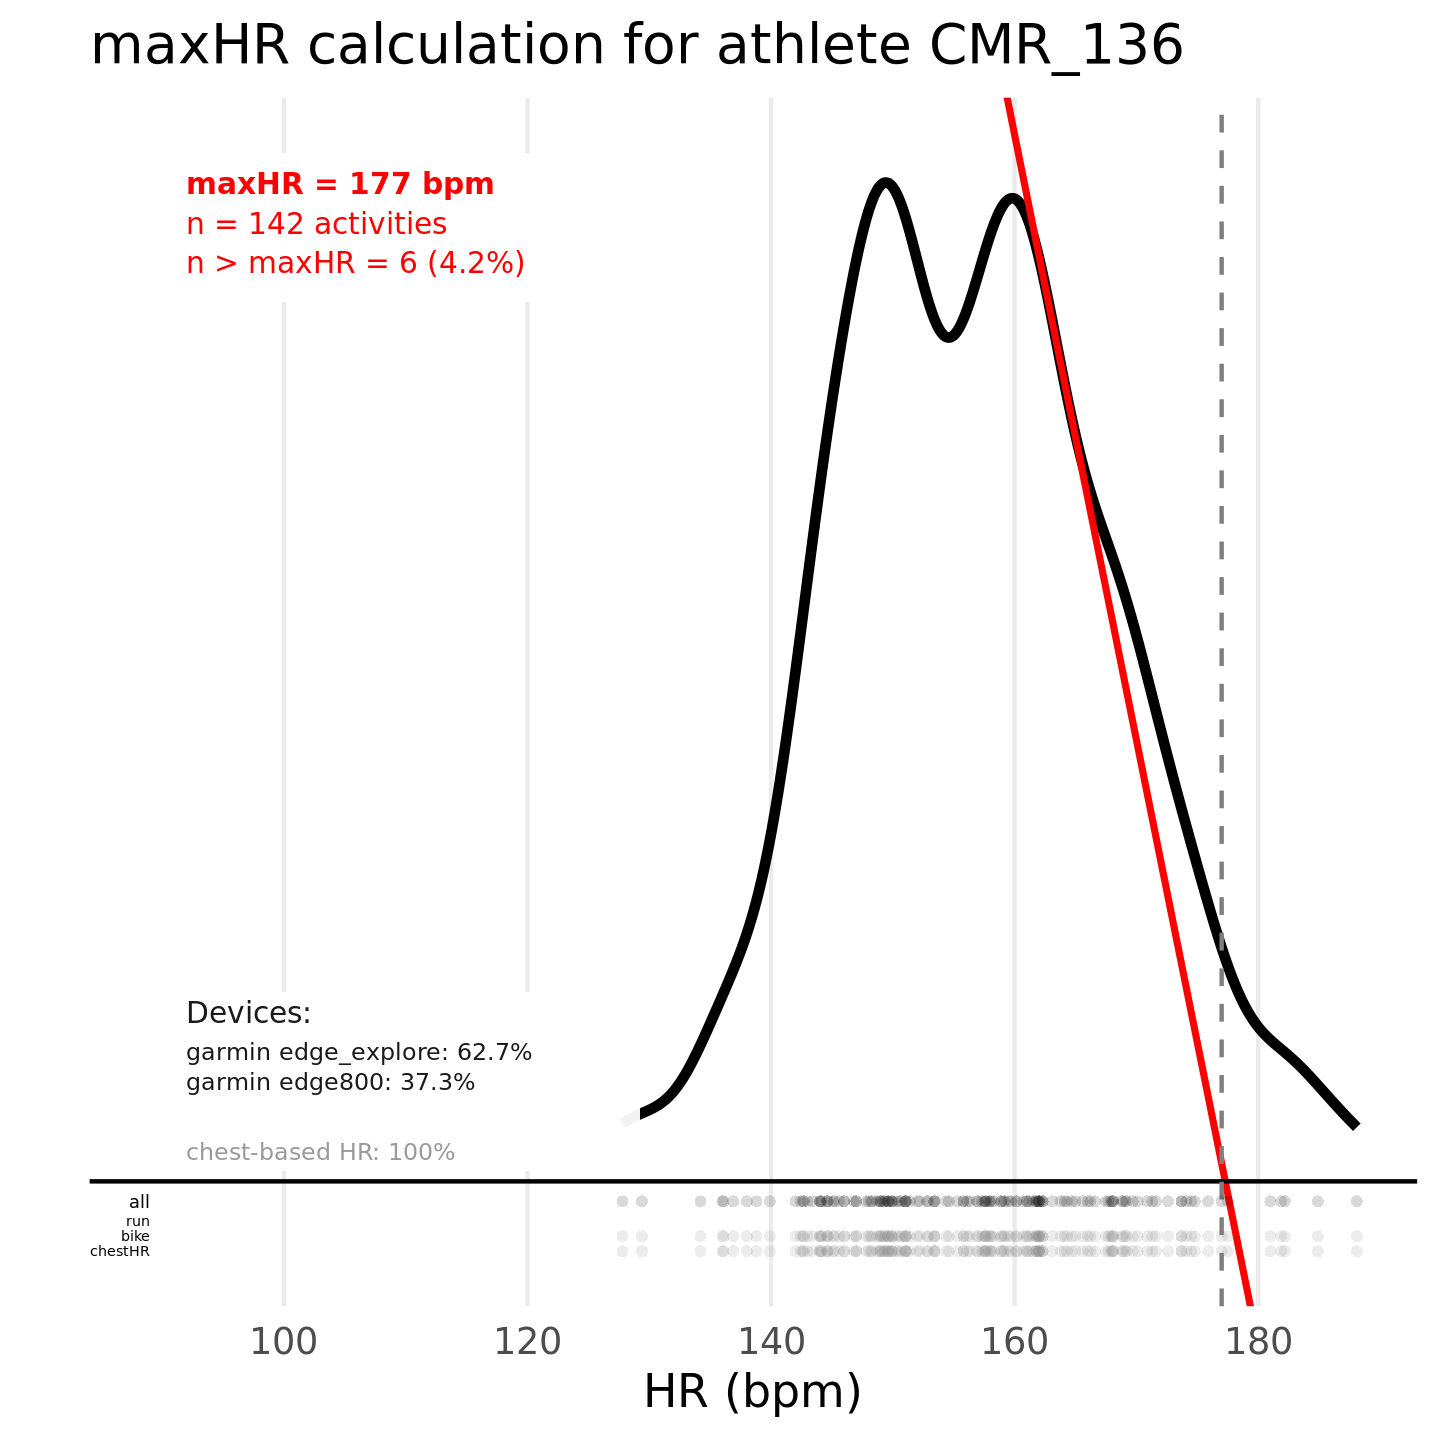 maxHR calculation for athlete CMR_136
maxHR = 177 bpm
n = 142 activities
n > maxHR = 6 (4.2%)
Devices:
garmin edge_explore: 62.7%
garmin edge800: 37.3%
chest-based HR: 100%
all
run
bike
chestHR
100 120 140 160 180
HR (bpm)